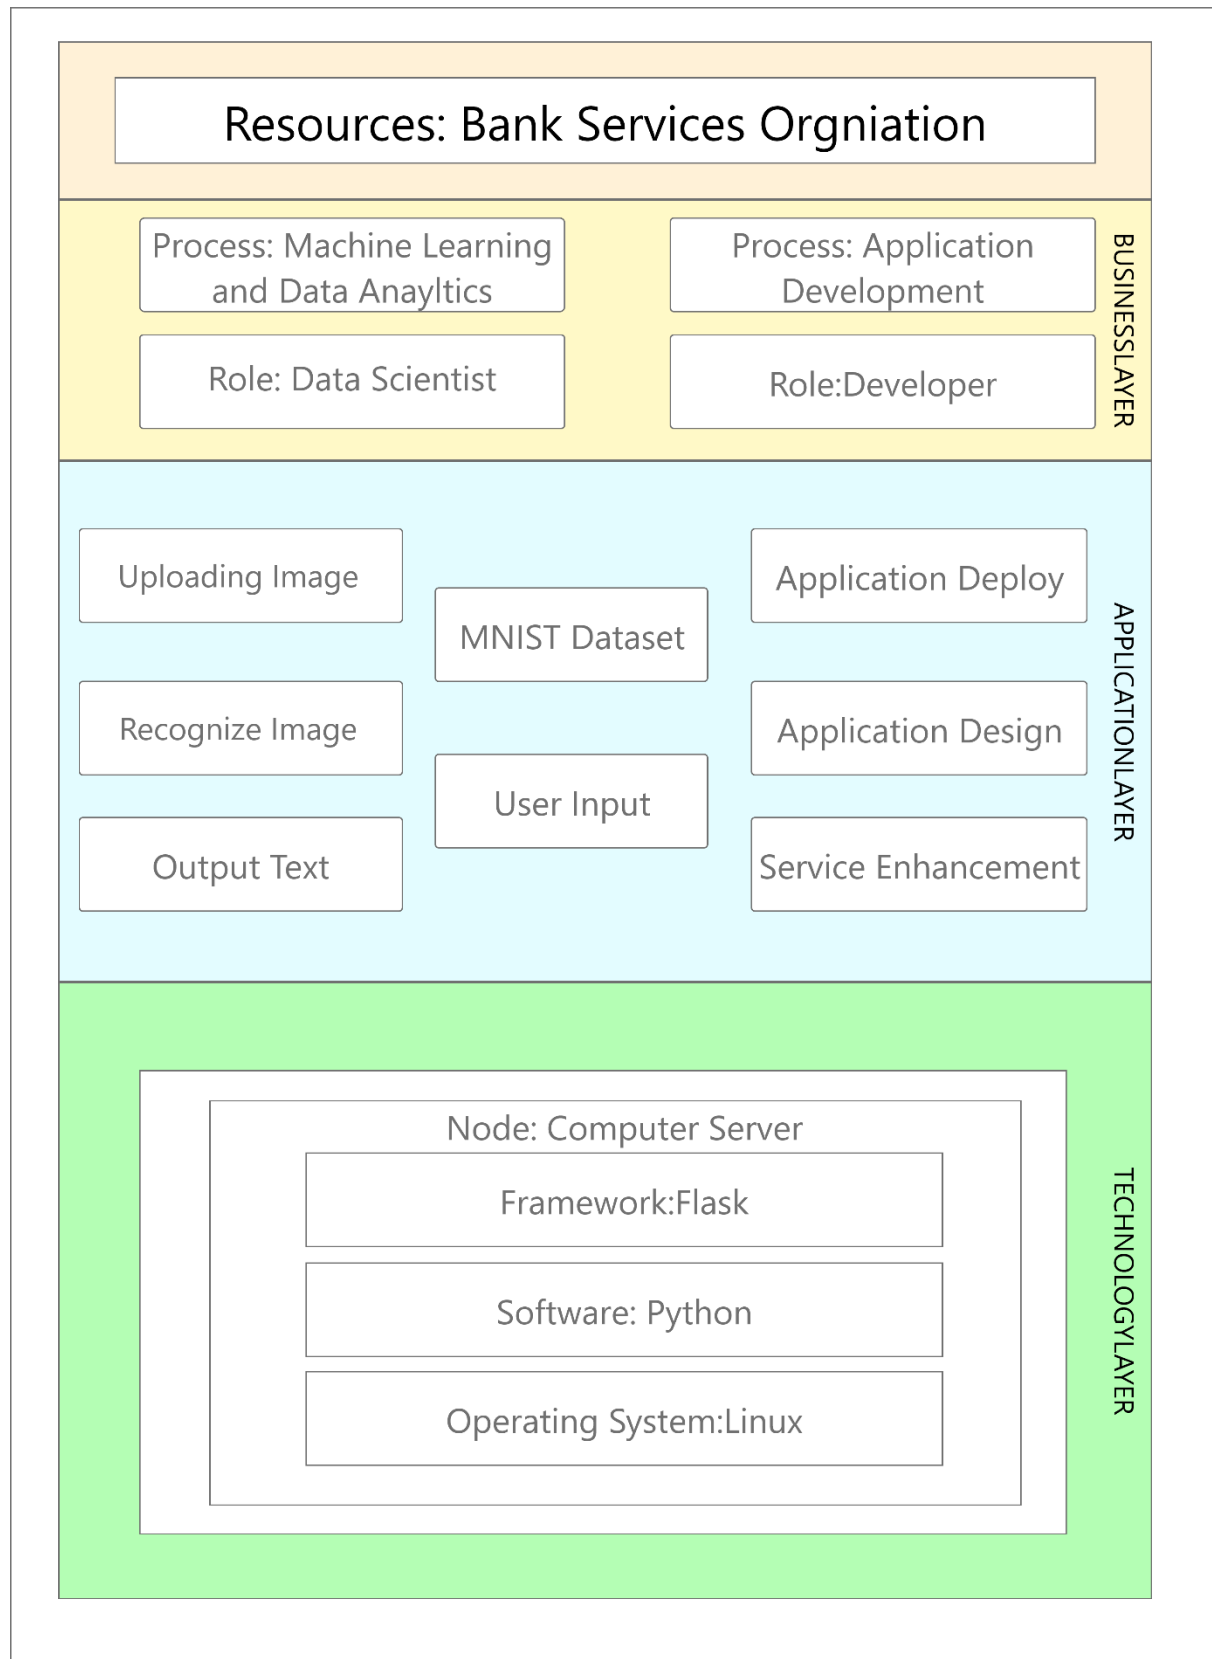 Resources: Bank Services Orgniation
Process: Machine Learning
and Data Anayltics
Process: Application
Development
Role: Data Scientist
Role:Developer
BUSINESSLAYER
Uploading Image
MNIST Dataset
Application Deploy
Recognize Image
User Input
Application Design
Output Text
Service Enhancement
APPLICATIONLAYER
Node: Computer Server
Framework:Flask
Software: Python
Operating System:Linux
TECHNOLOGYLAYER